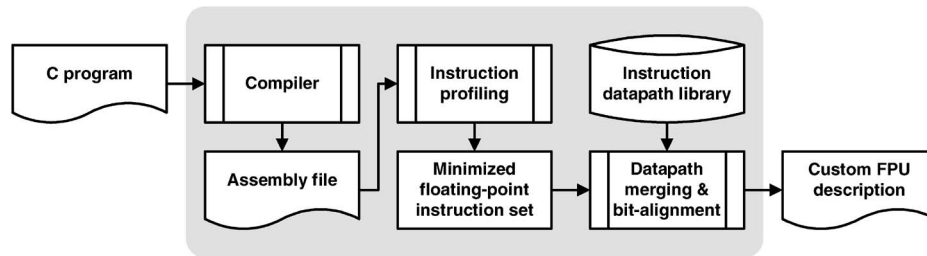 C program
Compiler
Assembly file
Instruction
profiling
Minimized
floating-point
instruction set
Instruction
datapath library
Datapath
merging &
bit-alignment
Custom FPU
description